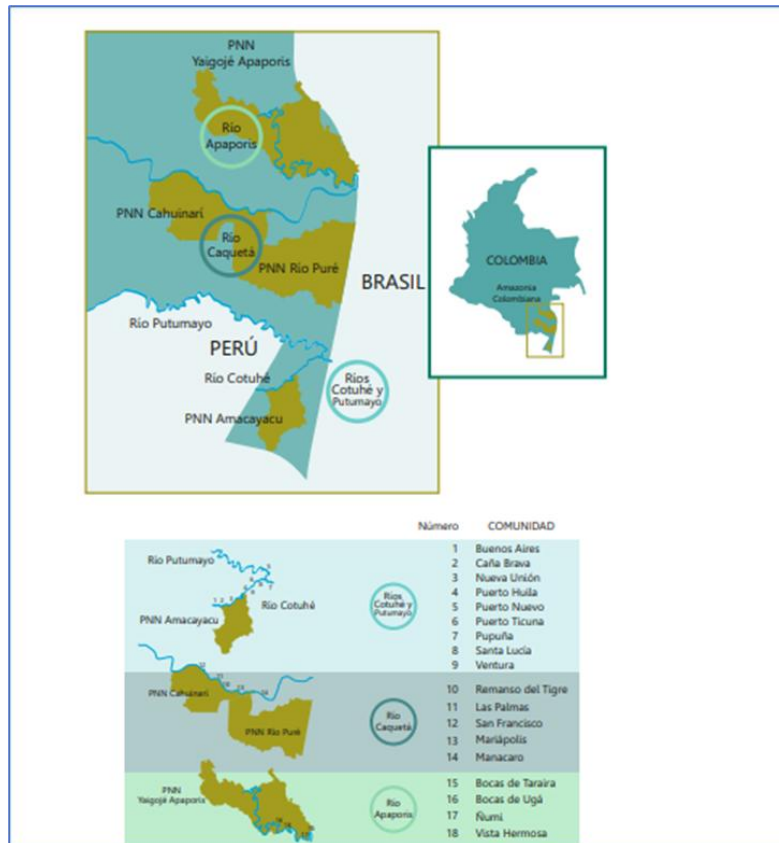 PNN
Yaigojé Apaporis
Río
Apaporis
PNN Cahuinarí
Río
Caquetá
PNN Río Puré
BRASIL
Río Putumayo
PERÚ
Río Cotuhé
Ríos
Cotuhé y
Putumayo
PNN Amacayacu
COLOMBIA
Amazonia
Colombiana
Número COMUNIDAD
1 Buenos Aires
2 Caña Brava
3 Nueva Unión
4 Puerto Huila
5 Puerto Nuevo
6 Puerto Ticuna
7 Pupuña
8 Santa Lucía
9 Ventura
Río Putumayo
Río Cotuhé
PNN Amacayacu
Ríos
Cotuhé y
Putumayo
10 Remanso del Tigre
11 Las Palmas
12 San Francisco
13 Mariápolis
14 Manacaro
PNN Cahuinarí
PNN Río Puré
Río
Caquetá
15 Bocas de Taraira
16 Bocas de Ugá
17 Ñumi
18 Vista Hermosa
PNN
Yaigojé Apaporis
Río
Apaporis